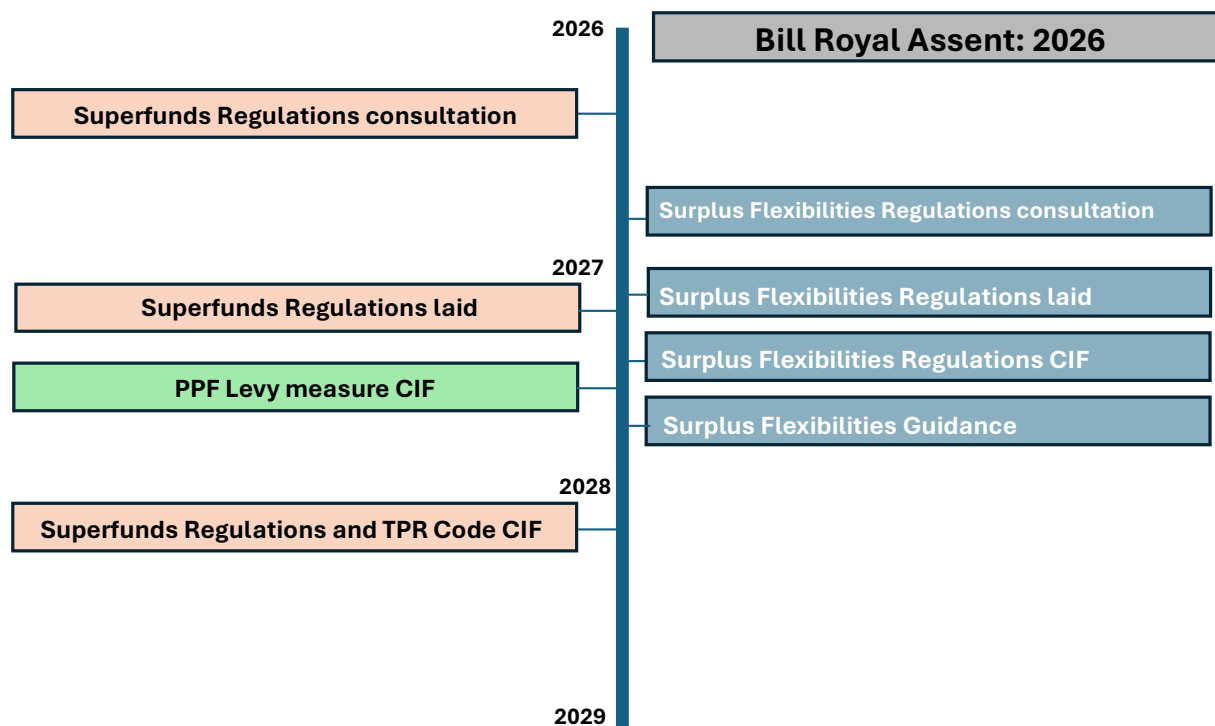 2026
Bill Royal Assent: 2026
Superfunds Regulations consultation
Surplus Flexibilities Regulations consultation
2027
Superfunds Regulations laid
Surplus Flexibilities Regulations laid
Surplus Flexibilities Regulations CIF
PPF Levy measure CIF
Surplus Flexibilities Guidance
2028
Superfunds Regulations and TPR Code CIF
2029